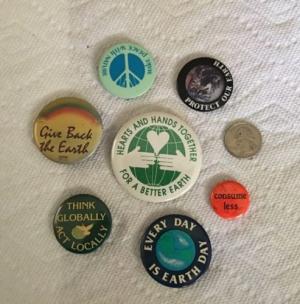 make peace with nature
PROTECT OUR EARTH
Give Back
the Earth
HEARTS AND HANDS TOGETHER
FOR A BETTER EARTH
consume
less
THINK
GLOBALLY
ACT LOCALLY
EVERY DAY
IS EARTH DAY